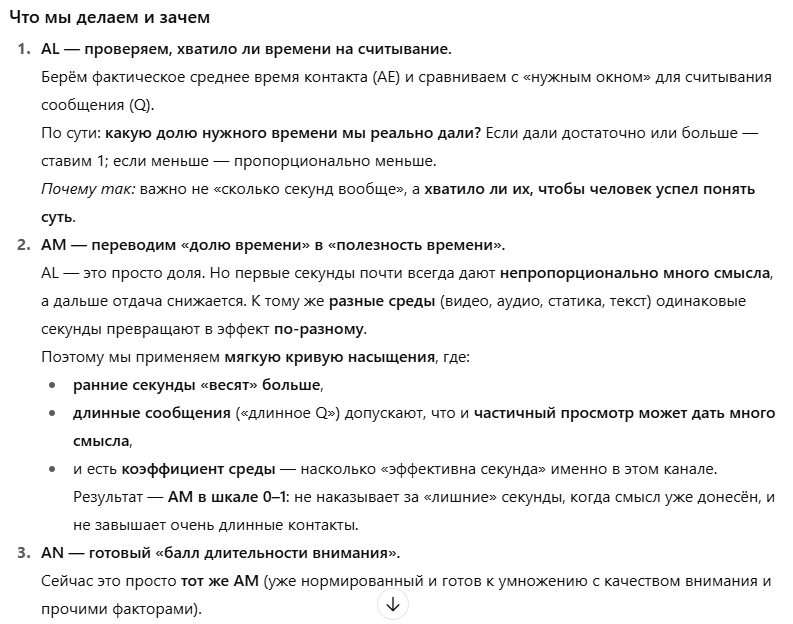 Что мы делаем и зачем
1. AL — проверяем, хватило ли времени на считывание.
Берём фактическое среднее время контакта (AE) и сравниваем с «нужным окном» для считывания
сообщения (Q).
По сути: какую долю нужного времени мы реально дали? Если дали достаточно или больше —
ставим 1; если меньше — пропорционально меньше.
Почему так: важно не «сколько секунд вообще», а хватило ли их, чтобы человек успел понять
суть.
2. AM — переводим «долю времени» в «полезность времени».
AL — это просто доля. Но первые секунды почти всегда дают непропорционально много смысла,
а дальше отдача снижается. К тому же разные среды (видео, аудио, статика, текст) одинаковые
секунды превращают в эффект по-разному.
Поэтому мы применяем мягкую кривую насыщения, где:
• ранние секунды «весят» больше,
• длинные сообщения («длинное Q») допускают, что и частичный просмотр может дать много
смысла,
• и есть коэффициент среды — насколько «эффективна секунда» именно в этом канале.
Результат — AM в шкале 0–1: не наказывает за «лишние» секунды, когда смысл уже донесён, и
не завышает очень длинные контакты.
3. AN — готовый «балл длительности внимания».
Сейчас это просто тот же AM (уже нормированный и готов к умножению с качеством внимания и
прочими факторами).